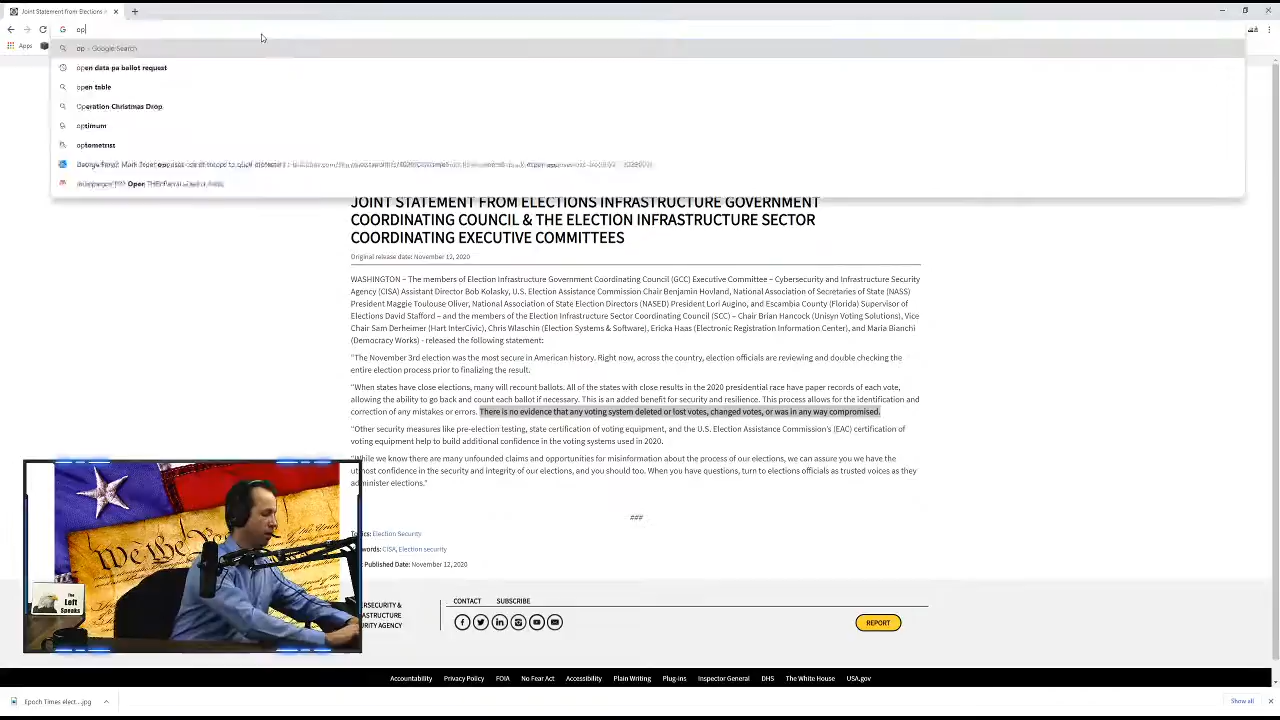 Joint Statement from Elections
op
Apps
op - Google Search
open data pa ballot request
open table
Operation Christmas Drop
optimum
optometrist
Open
JOINT STATEMENT FROM ELECTIONS INFRASTRUCTURE GOVERNMENT
COORDINATING COUNCIL & THE ELECTION INFRASTRUCTURE SECTOR
COORDINATING EXECUTIVE COMMITTEES
Original release date: November 12, 2020
WASHINGTON – The members of Election Infrastructure Government Coordinating Council (GCC) Executive Committee – Cybersecurity and Infrastructure Security
Agency (CISA) Assistant Director Bob Kolasky, U.S. Election Assistance Commission Chair Benjamin Hovland, National Association of Secretaries of State (NASS)
President Maggie Toulouse Oliver, National Association of State Election Directors (NASED) President Lori Augino, and Escambia County (Florida) Supervisor of
Elections David Stafford – and the members of the Election Infrastructure Sector Coordinating Council (SCC) – Chair Brian Hancock (Unisyn Voting Solutions), Vice
Chair Sam Derheimer (Hart InterCivic), Chris Wlaschin (Election Systems & Software), Ericka Haas (Electronic Registration Information Center), and Maria Bianchi
(Democracy Works) - released the following statement:
“The November 3rd election was the most secure in American history. Right now, across the country, election officials are reviewing and double checking the
entire election process prior to finalizing the result.
“When states have close elections, many will recount ballots. All of the states with close results in the 2020 presidential race have paper records of each vote,
allowing the ability to go back and count each ballot if necessary. This is an added benefit for security and resilience. This process allows for the identification and
correction of any mistakes or errors. There is no evidence that any voting system deleted or lost votes, changed votes, or was in any way compromised.
“Other security measures like pre-election testing, state certification of voting equipment, and the U.S. Election Assistance Commission’s (EAC) certification of
voting equipment help to build additional confidence in the voting systems used in 2020.
“While we know there are many unfounded claims and opportunities for misinformation about the process of our elections, we can assure you we have the
utmost confidence in the security and integrity of our elections, and you should too. When you have questions, turn to elections officials as trusted voices as they
administer elections.”
###
Topics: Election Security
words: CISA, Election security
Published Date: November 12, 2020
We the People
The
Left
Speaks
CONTACT SUBSCRIBE
RSECURITY &
ASTRUCTURE
URITY AGENCY
REPORT
Accountability Privacy Policy FOIA No Fear Act Accessibility Plain Writing Plug-ins Inspector General DHS The White House USA.gov
Epoch Times elect....jpg
Show all